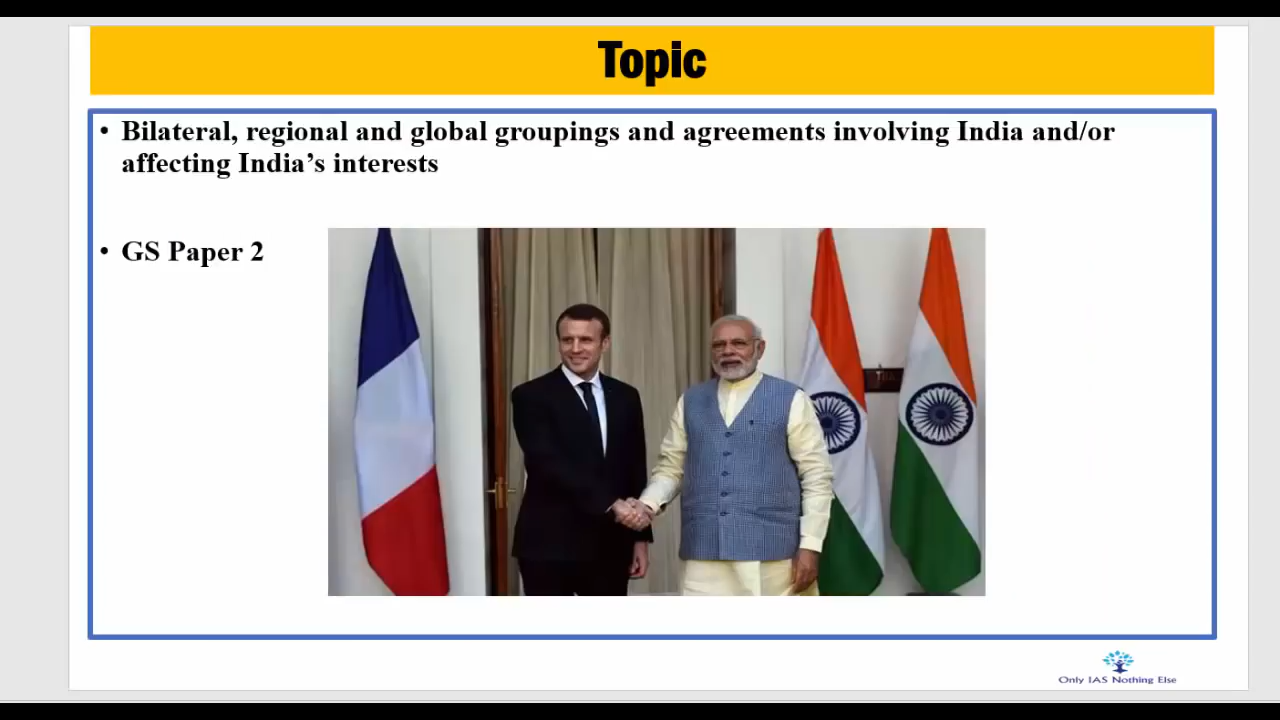 Topic
• Bilateral, regional and global groupings and agreements involving India and/or
affecting India’s interests
• GS Paper 2
Only IAS Nothing Else